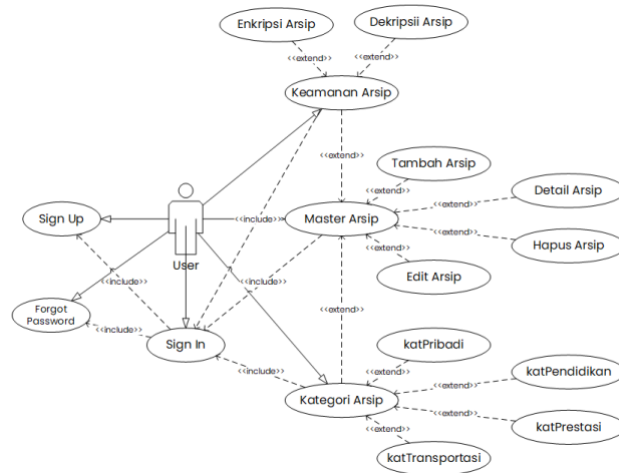 Enkripsi Arsip
Dekripsii Arsip
<<extend>>
<<extend>>
Keamanan Arsip
<<extend>>
Tambah Arsip
<<extend>>
Detail Arsip
<<extend>>
Sign Up
<<include>>
Master Arsip
<<extend>>
Hapus Arsip
User
<<extend>>
Edit Arsip
<<include>>
<<include>>
<<include>>
Forgot
Password
<<include>>
Sign In
<<extend>>
katPribadi
<<include>>
<<extend>>
katPendidikan
<<extend>>
Kategori Arsip
<<extend>>
katPrestasi
<<extend>>
katTransportasi